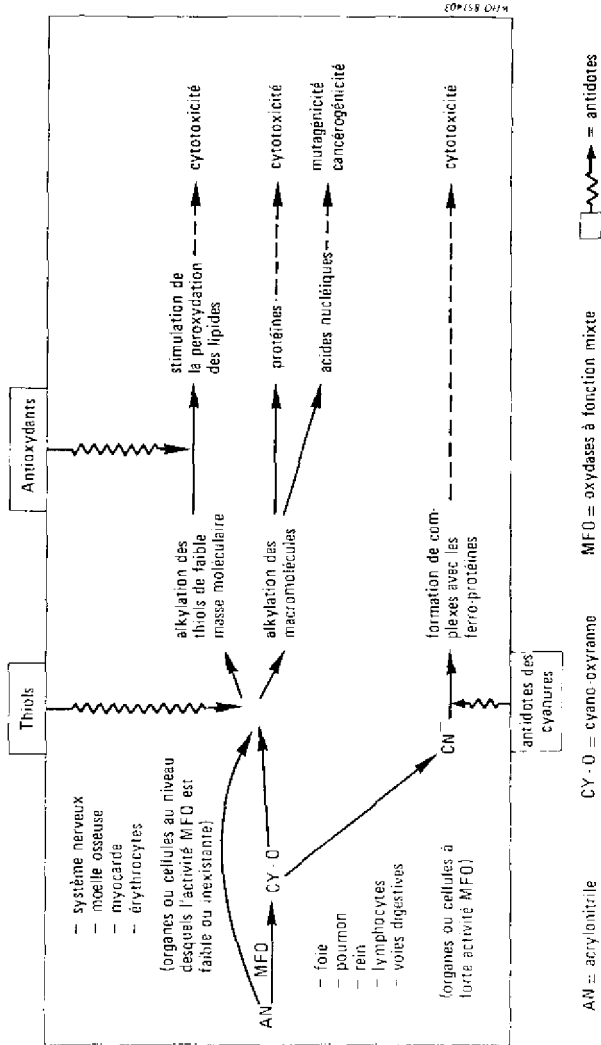 Thiols
Antioxydants
– système nerveux
– moelle osseuse
– myocarde
– érythrocytes
(organes ou cellules au niveau
desquels l'activité MFO est
faible ou inexistante)
AN
MFO
CY - O
– foie
– poumon
– rein
– lymphocytes
– voies digestives
(organes ou cellules à
forte activité MFO)
alkylation des
thiols de faible
masse moléculaire
stimulation de
la peroxydation
des lipides
cytotoxicité
alkylation des
macromolécules
protéines
cytotoxicité
acides nucléiques
mutagénicité
cancérogénicité
CN⁻
formation de com-
plexes avec les
ferro-protéines
cytotoxicité
antidotes des
cyanures
WHO 851403
AN = acrylonitrile
CY - O = cyano-oxyranne
MFO = oxydases à fonction mixte
= antidotes